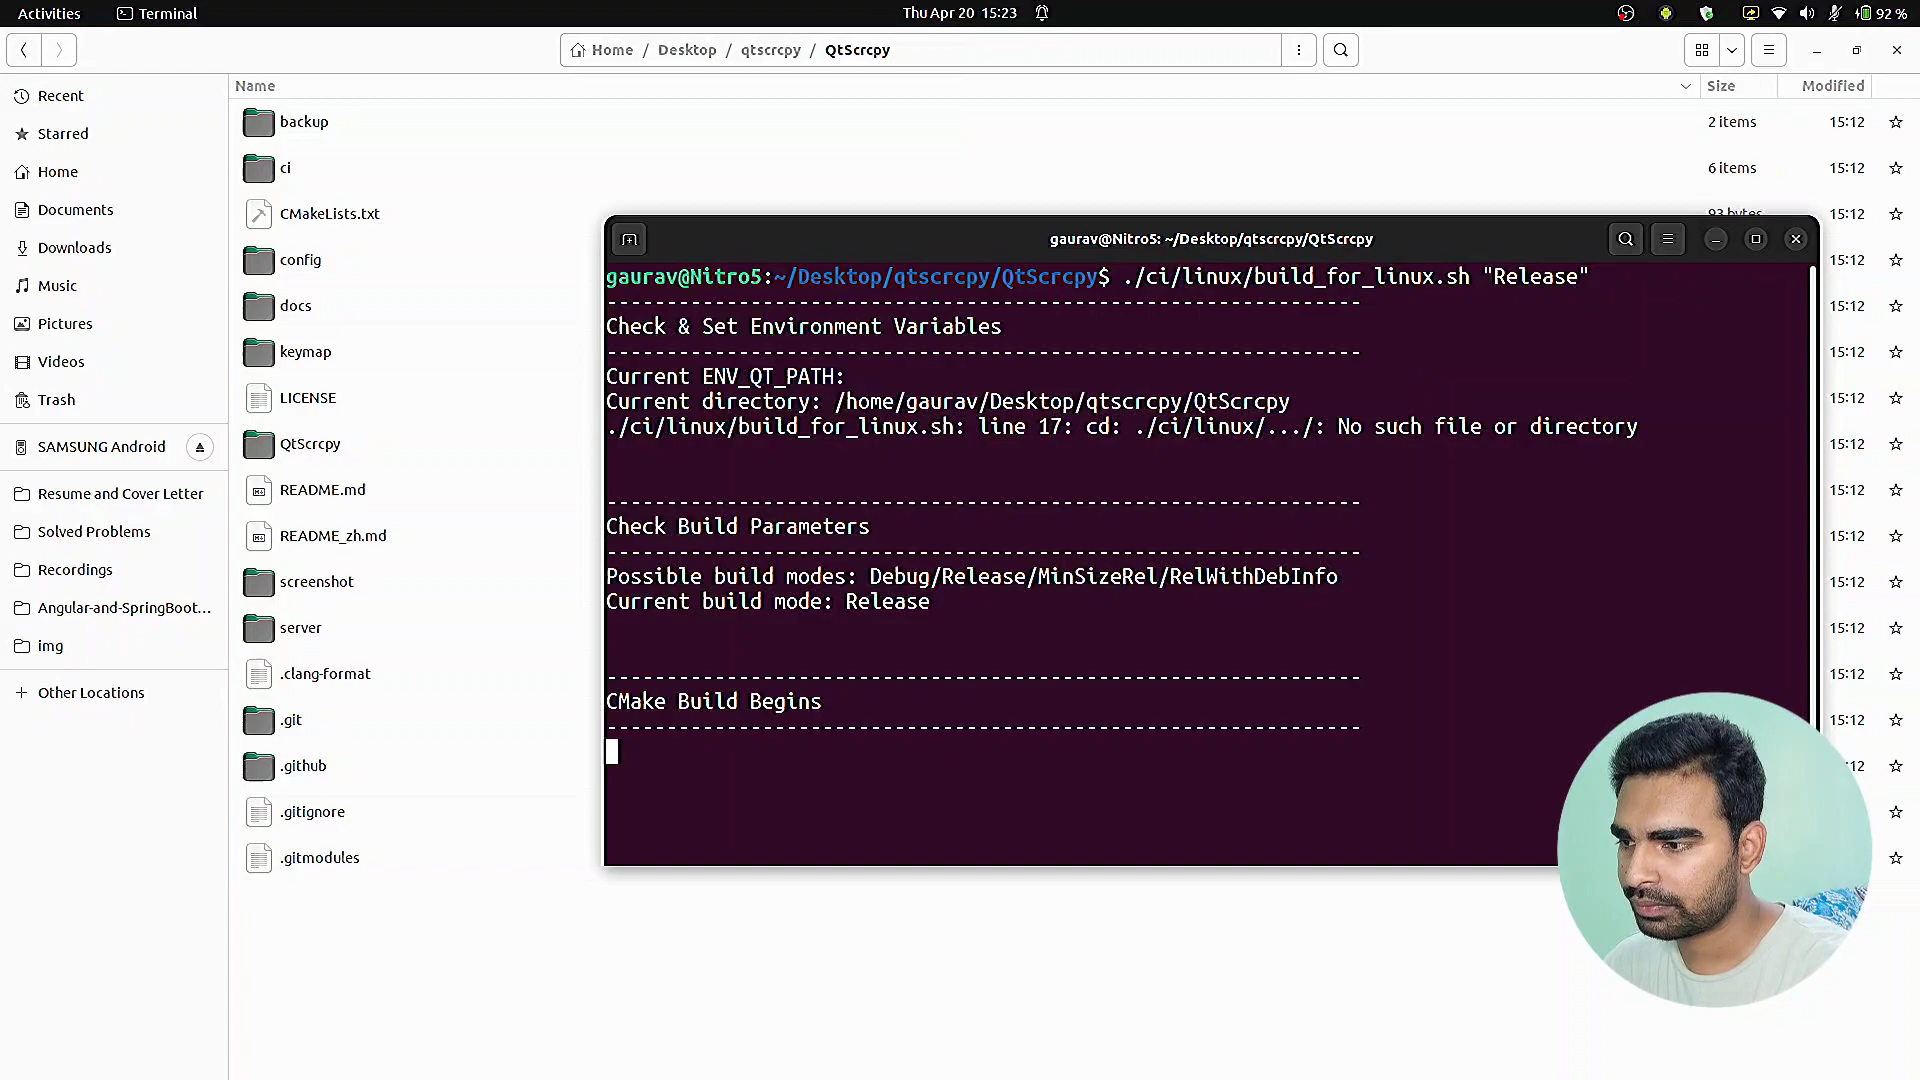 Activities
Terminal
Thu Apr 20 15:23
92 %
Home / Desktop / qtscrcpy / QtScrcpy
Name
Size
Modified
Recent
Starred
Home
Documents
Downloads
Music
Pictures
Videos
Trash
SAMSUNG Android
Resume and Cover Letter
Solved Problems
Recordings
Angular-and-SpringBoot...
img
+ Other Locations
backup 2 items 15:12
ci 6 items 15:12
CMakeLists.txt 93 bytes 15:12
config 15:12
docs 15:12
keymap 15:12
LICENSE 15:12
QtScrcpy 15:12
README.md 15:12
README_zh.md 15:12
screenshot 15:12
server 15:12
.clang-format 15:12
.git 15:12
.github :12
.gitignore
.gitmodules
gaurav@Nitro5: ~/Desktop/qtscrcpy/QtScrcpy
gaurav@Nitro5:~/Desktop/qtscrcpy/QtScrcpy$ ./ci/linux/build_for_linux.sh "Release"
---------------------------------------------------------------
Check & Set Environment Variables
---------------------------------------------------------------
Current ENV_QT_PATH:
Current directory: /home/gaurav/Desktop/qtscrcpy/QtScrcpy
./ci/linux/build_for_linux.sh: line 17: cd: ./ci/linux/.../: No such file or directory
---------------------------------------------------------------
Check Build Parameters
---------------------------------------------------------------
Possible build modes: Debug/Release/MinSizeRel/RelWithDebInfo
Current build mode: Release
---------------------------------------------------------------
CMake Build Begins
---------------------------------------------------------------